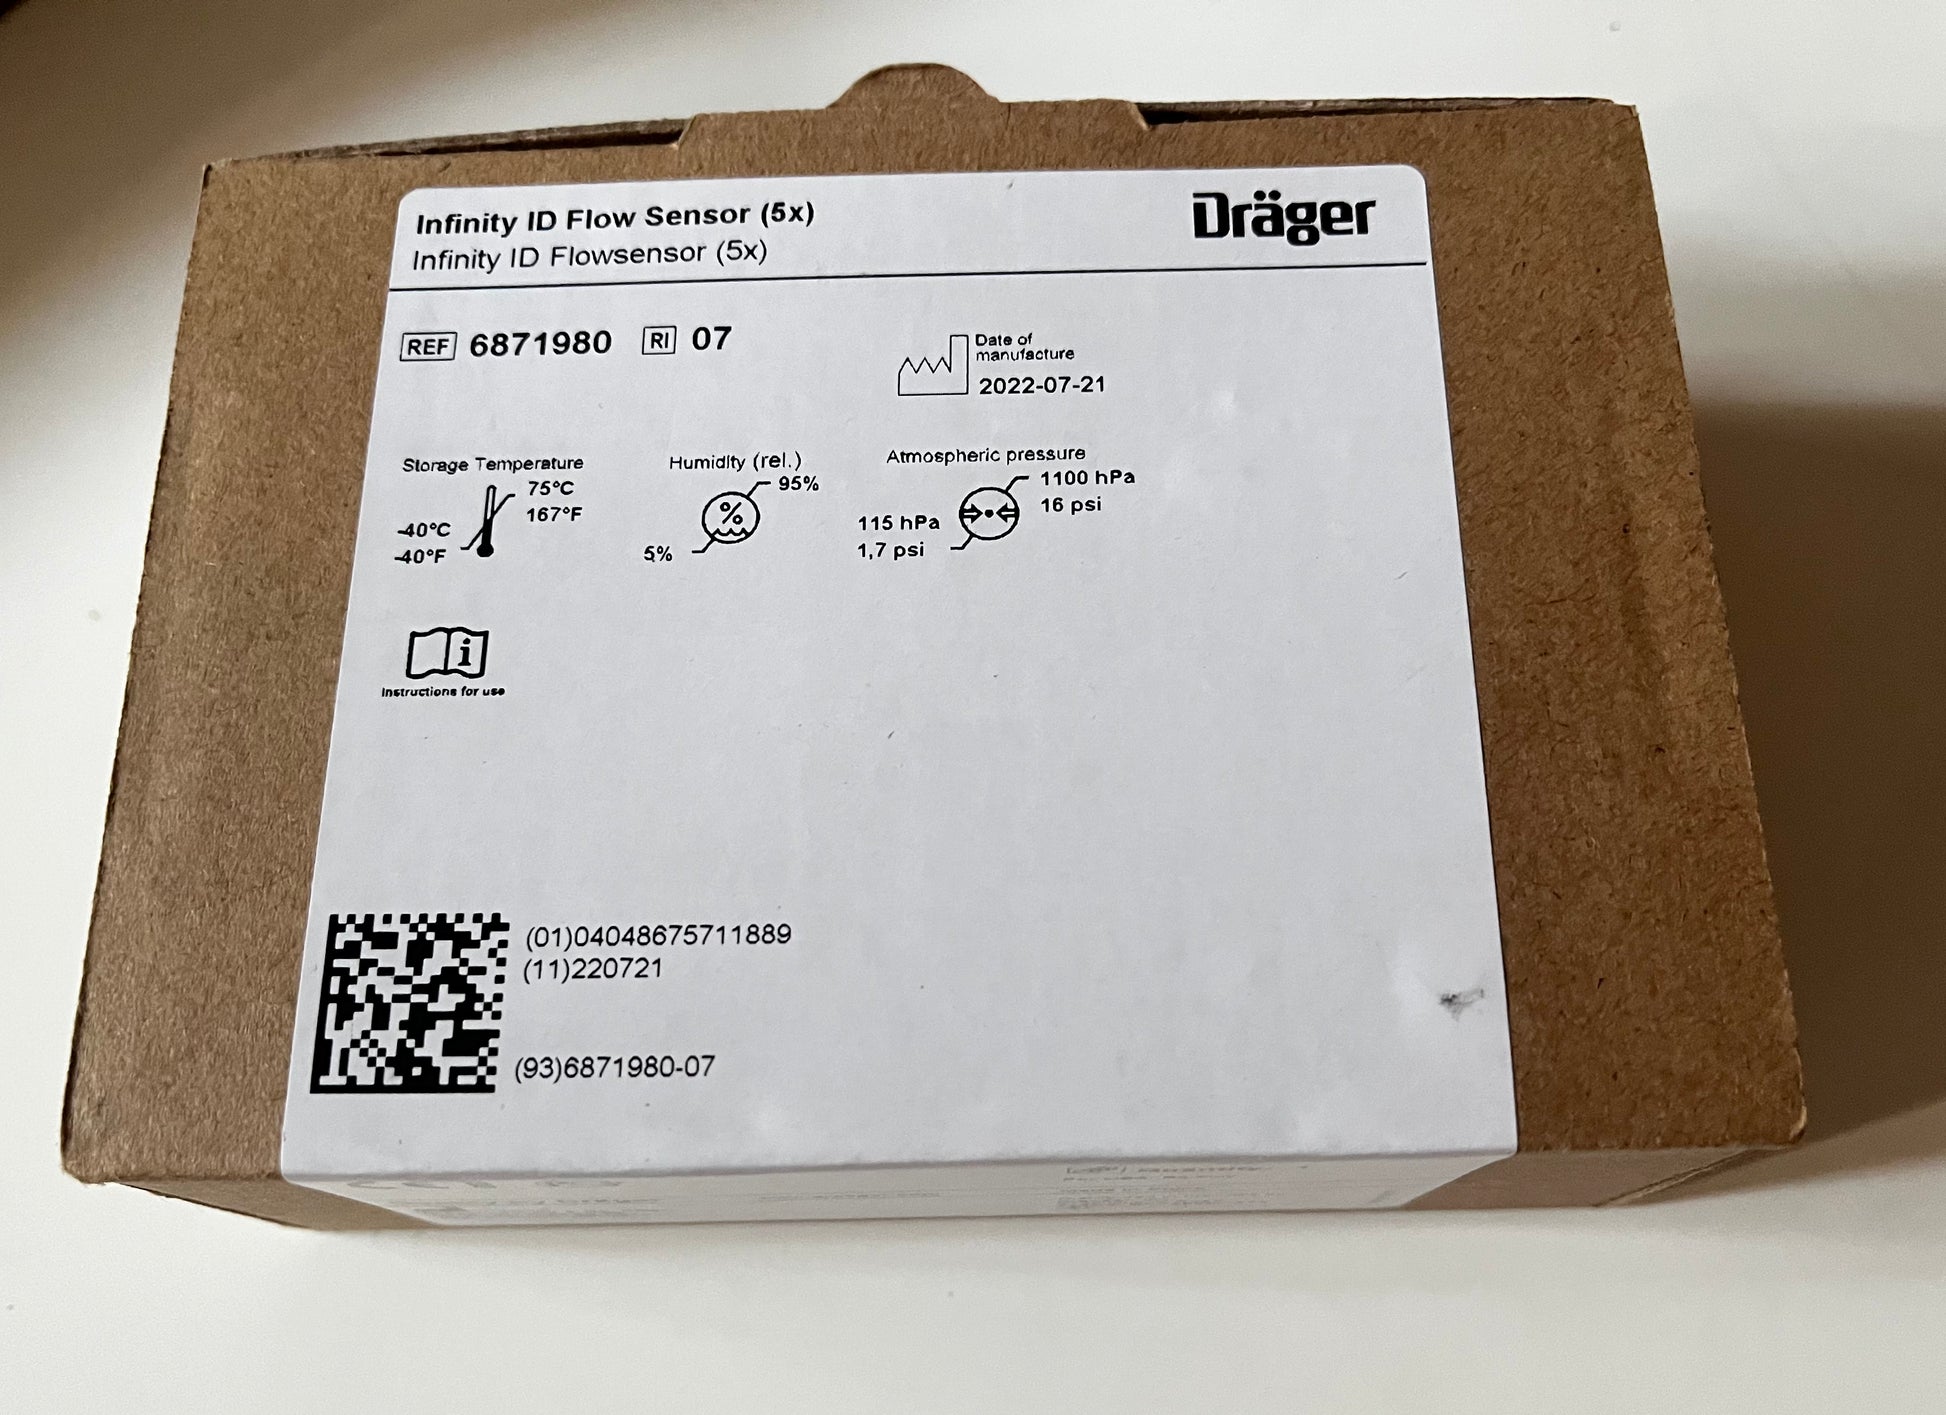 Infinity ID Flow Sensor (5x)
Infinity ID Flowsensor (5x)
Dräger
REF 6871980 RI 07
Date of
manufacture
2022-07-21
Storage Temperature
75°C
167°F
-40°C
-40°F
Humidity (rel.)
95%
%
5%
Atmospheric pressure
1100 hPa
16 psi
115 hPa
1,7 psi
i
Instructions for use
(01)04048675711889
(11)220721
(93)6871980-07